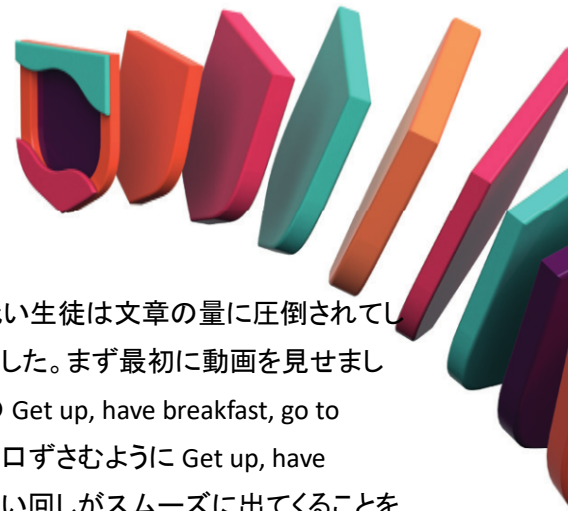 い生徒は文章の量に圧倒されてし
した。まず最初に動画を見せまし
Get up, have breakfast, go to
口ずさむように Get up, have
い回しがスムーズに出てくることを